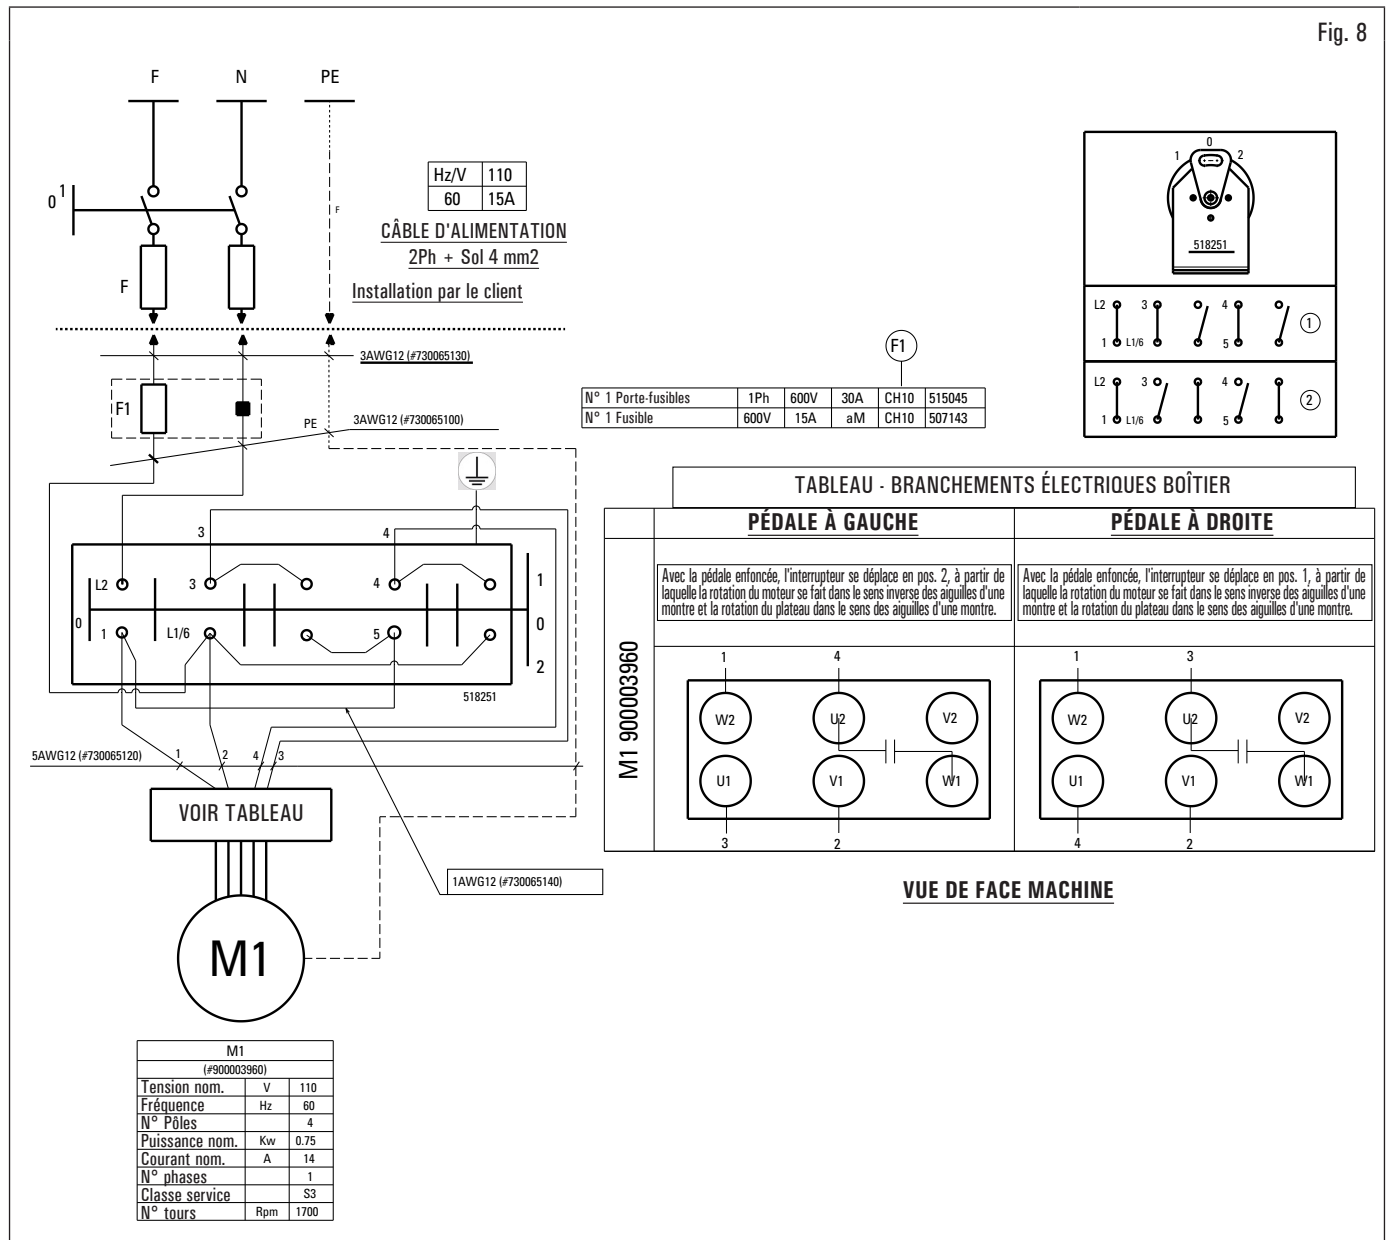 Fig. 8
F N PE
0 1
F
Hz/V 110
60 15A
CÂBLE D'ALIMENTATION
2Ph + Sol 4 mm2
F
Installation par le client
3AWG12 (#730065130)
F1
PE
3AWG12 (#730065100)
F1
N° 1 Porte-fusibles 1Ph 600V 30A CH10 515045
N° 1 Fusible 600V 15A aM CH10 507143
0
1 2
518251
L2 3 4
1 L1/6 5
1
L2 3 4
1 L1/6 5
2
3 4
L2 3 4 1
0 0
1 L1/6 5 2
518251
5AWG12 (#730065120) 1 2 4 3
VOIR TABLEAU
1AWG12 (#730065140)
M1
M1
(#900003960)
Tension nom. V 110
Fréquence Hz 60
N° Pôles 4
Puissance nom. Kw 0.75
Courant nom. A 14
N° phases 1
Classe service S3
N° tours Rpm 1700
TABLEAU - BRANCHEMENTS ÉLECTRIQUES BOÎTIER
PÉDALE À GAUCHE
PÉDALE À DROITE
Avec la pédale enfoncée, l'interrupteur se déplace en pos. 2, à partir de
laquelle la rotation du moteur se fait dans le sens inverse des aiguilles d'une
montre et la rotation du plateau dans le sens des aiguilles d'une montre.
Avec la pédale enfoncée, l'interrupteur se déplace en pos. 1, à partir de
laquelle la rotation du moteur se fait dans le sens inverse des aiguilles d'une
montre et la rotation du plateau dans le sens des aiguilles d'une montre.
M1 900003960
1 4
W2 U2 V2
U1 V1 W1
3 2
1 3
W2 U2 V2
U1 V1 W1
4 2
VUE DE FACE MACHINE